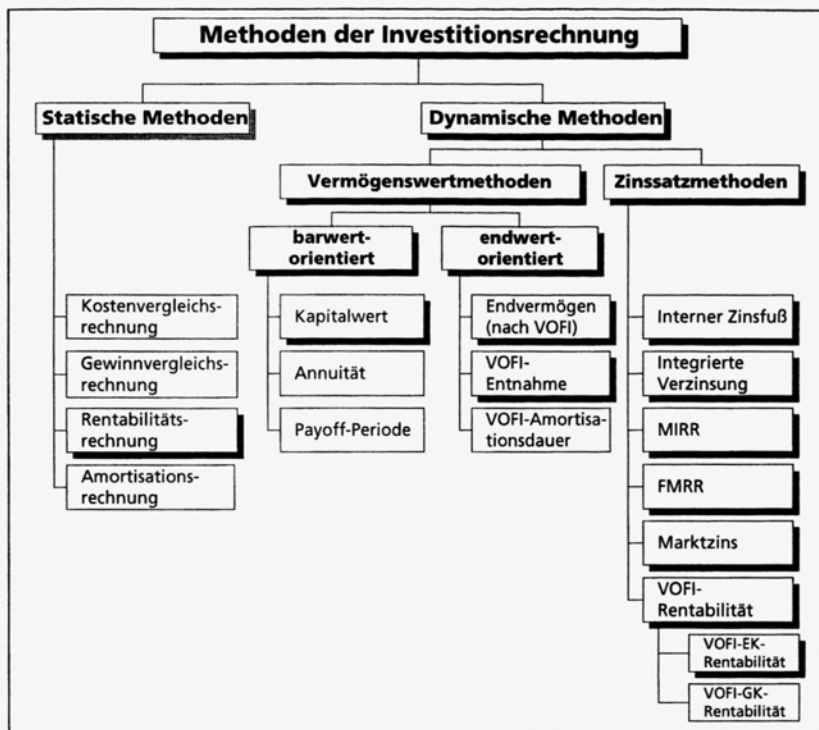 Methoden der Investitionsrechnung
Statische Methoden
Dynamische Methoden
Vermögenswertmethoden
Zinssatzmethoden
barwert-
orientiert
endwert-
orientiert
Kostenvergleichs-
rechnung
Gewinnvergleichs-
rechnung
Rentabilitäts-
rechnung
Amortisations-
rechnung
Kapitalwert
Annuität
Payoff-Periode
Endvermögen
(nach VOFI)
VOFI-
Entnahme
VOFI-Amortisa-
tionsdauer
Interner Zinsfuß
Integrierte
Verzinsung
MIRR
FMRR
Marktzins
VOFI-
Rentabilität
VOFI-EK-
Rentabilität
VOFI-GK-
Rentabilität